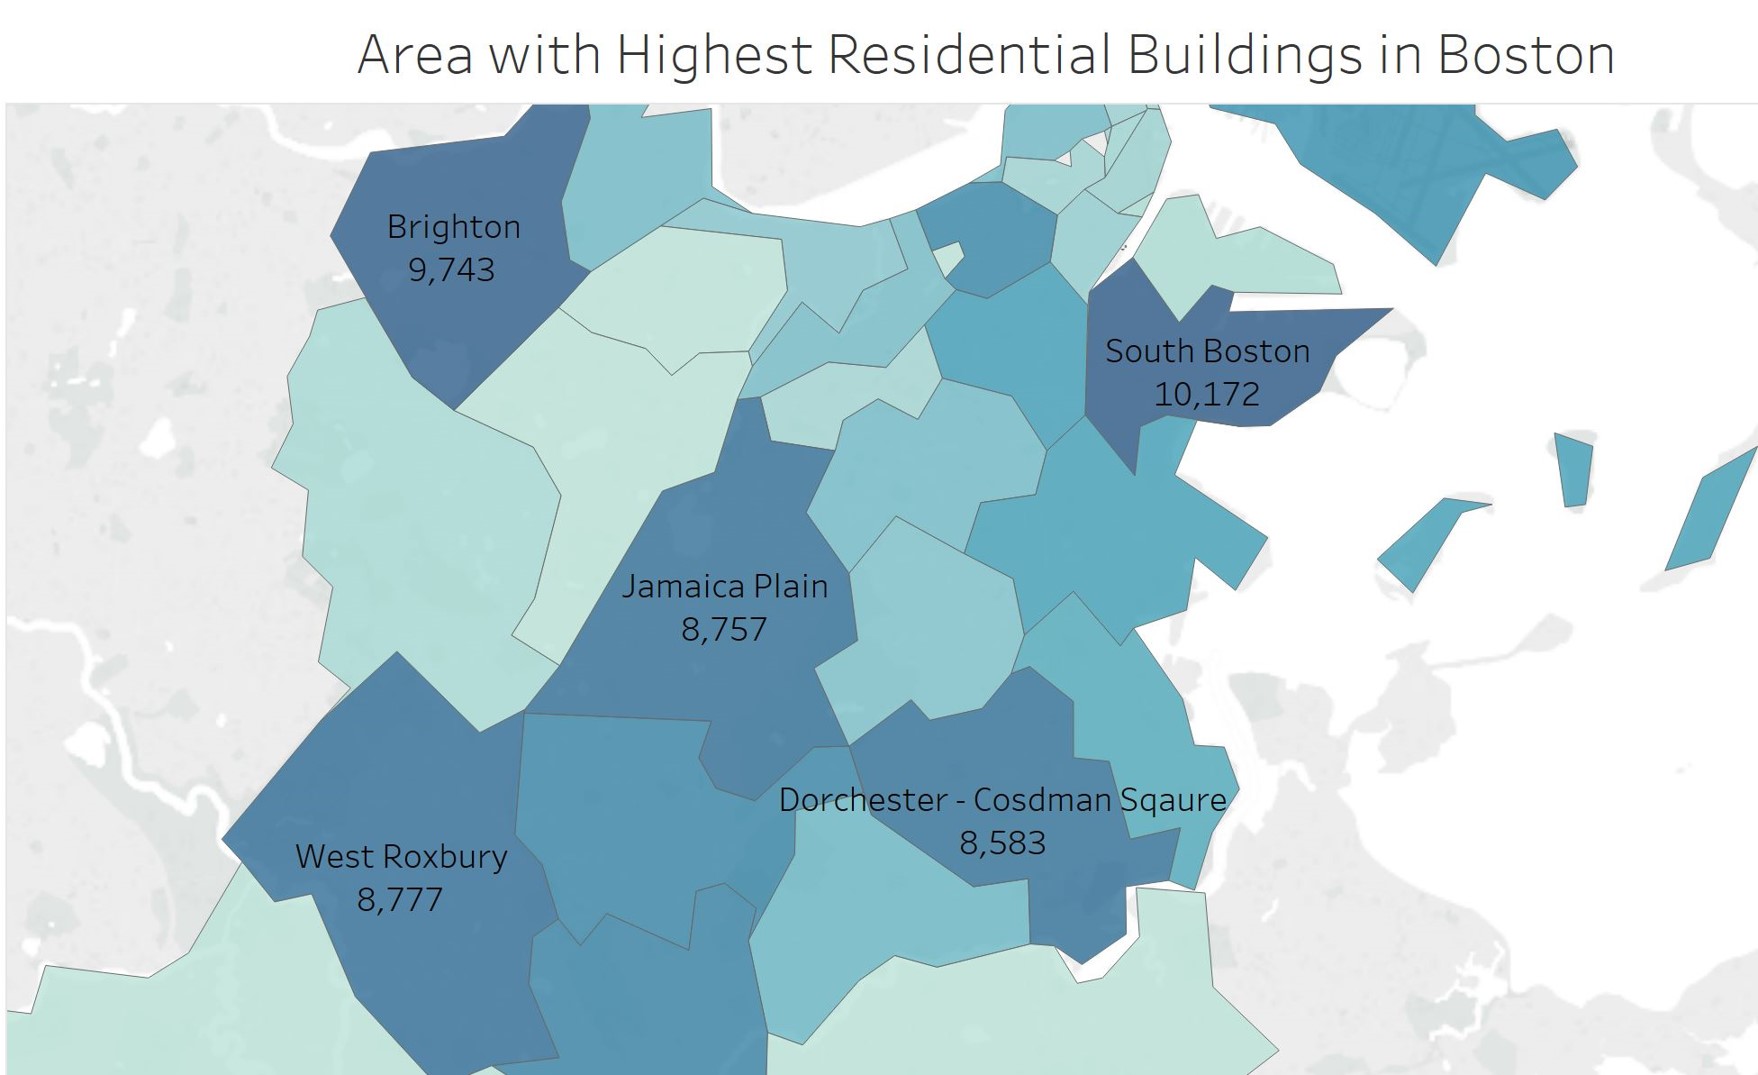 Area with Highest Residential Buildings in Boston
Brighton
9,743
South Boston
10,172
Jamaica Plain
8,757
Dorchester - Cosdman Sqaure
8,583
West Roxbury
8,777